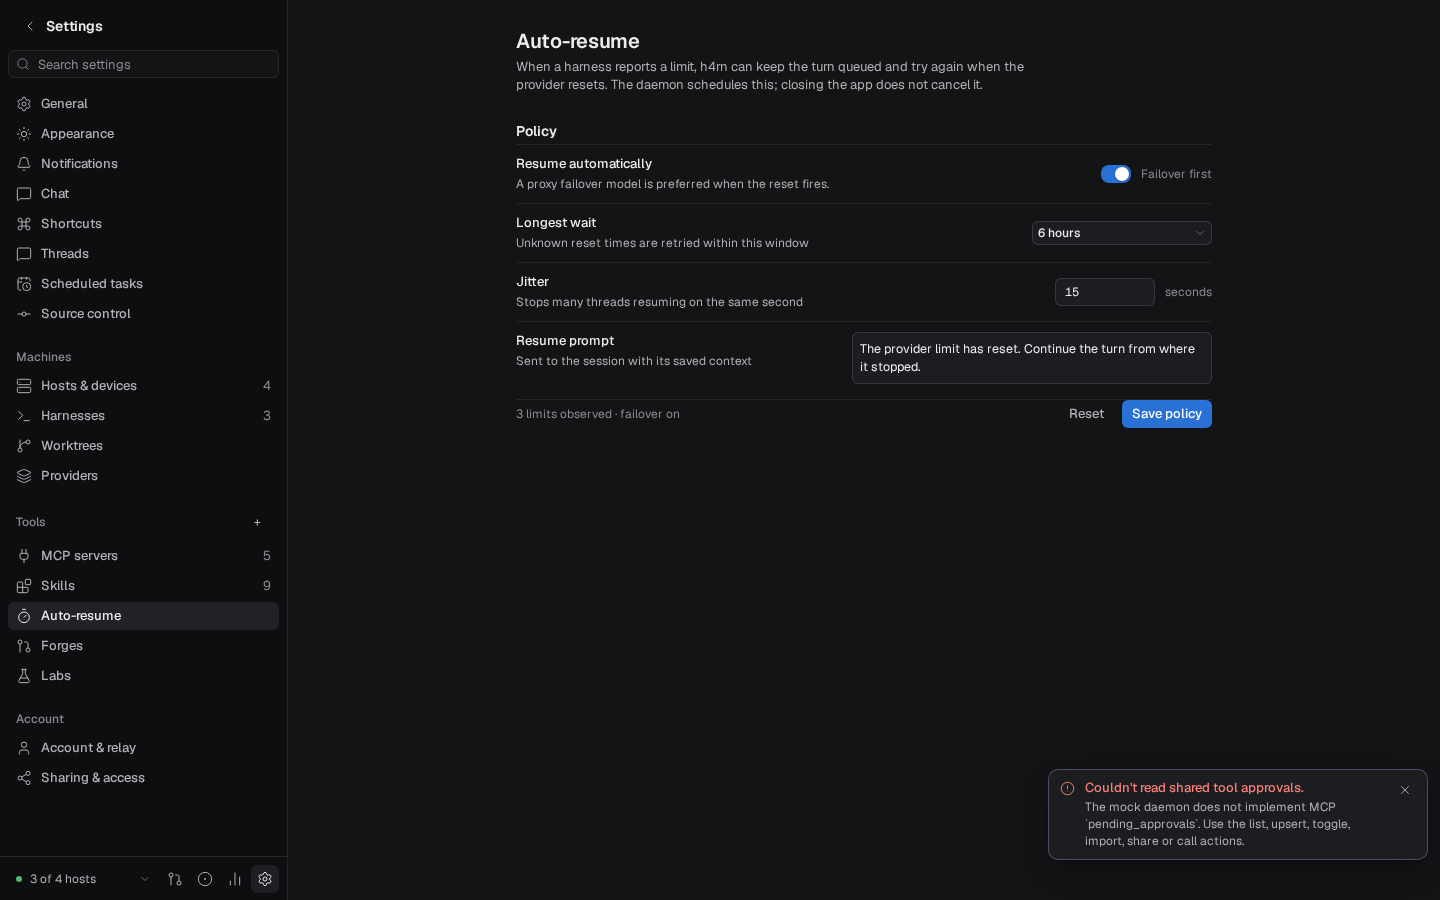 Settings
Search settings
General
Appearance
Notifications
Chat
Shortcuts
Threads
Scheduled tasks
Source control
Machines
Hosts & devices 4
Harnesses 3
Worktrees
Providers
Tools +
MCP servers 5
Skills 9
Auto-resume
Forges
Labs
Account
Account & relay
Sharing & access
3 of 4 hosts
Auto-resume
When a harness reports a limit, h4rn can keep the turn queued and try again when the
provider resets. The daemon schedules this; closing the app does not cancel it.
Policy
Resume automatically
A proxy failover model is preferred when the reset fires.
Failover first
Longest wait
Unknown reset times are retried within this window
6 hours
Jitter
Stops many threads resuming on the same second
15 seconds
Resume prompt
Sent to the session with its saved context
The provider limit has reset. Continue the turn from where
it stopped.
3 limits observed · failover on
Reset
Save policy
Couldn't read shared tool approvals.
The mock daemon does not implement MCP
`pending_approvals`. Use the list, upsert, toggle,
import, share or call actions.